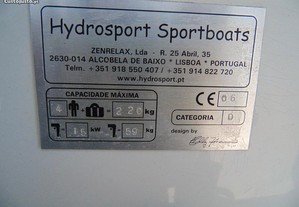 Hydrosport Sportboats
ZENRELAX, Lda - R. 25 Abril, 35
2630-014 ALCOBELA DE BAIXO * LISBOA * PORTUGAL
Telm. +351 918 550 407 / +351 914 822 720
www.hydrosport.pt
CAPACIDADE MÁXIMA
4 + = 220 kg
15 kW 50 kg
CE 06
CATEGORIA D
design by